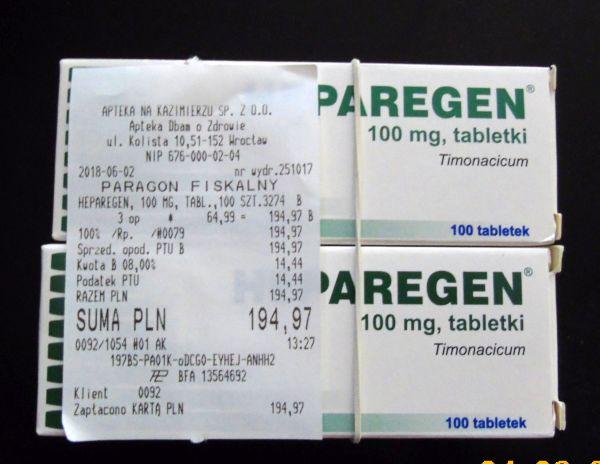 APTEKA NA KAZIMIERZU SP. Z O.O.
Apteka Dbam o Zdrowie
ul. Kolista 10,51-152 Wrocław
NIP 676-000-02-04
2018-06-02 nr wydr.251017
PARAGON FISKALNY
HEPAREGEN, 100 MG, TABL.,100 SZT.3274 B
3 op * 64,99 = 194,97 B
100% /Rp. /#0079 194,97
Sprzed. opod. PTU B 194,97
Kwota B 08,00% 14,44
Podatek PTU 14,44
RAZEM PLN 194,97
SUMA PLN 194,97
0092/1054 #01 AK 13:27
197BS-PA01K-oDCG0-EYHEJ-ANHH2
BFA 13564692
Klient 0092
Zapłacono KARTĄ PLN 194,97
PAREGEN®
100 mg, tabletki
Timonacicum
100 tabletek
H PAREGEN®
100 mg, tabletki
Timonacicum
100 tabletek